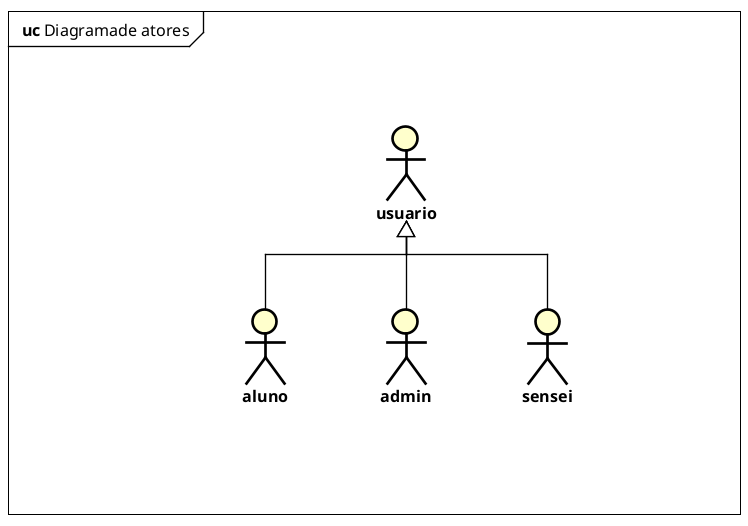 uc Diagramade atores
usuario
aluno admin sensei